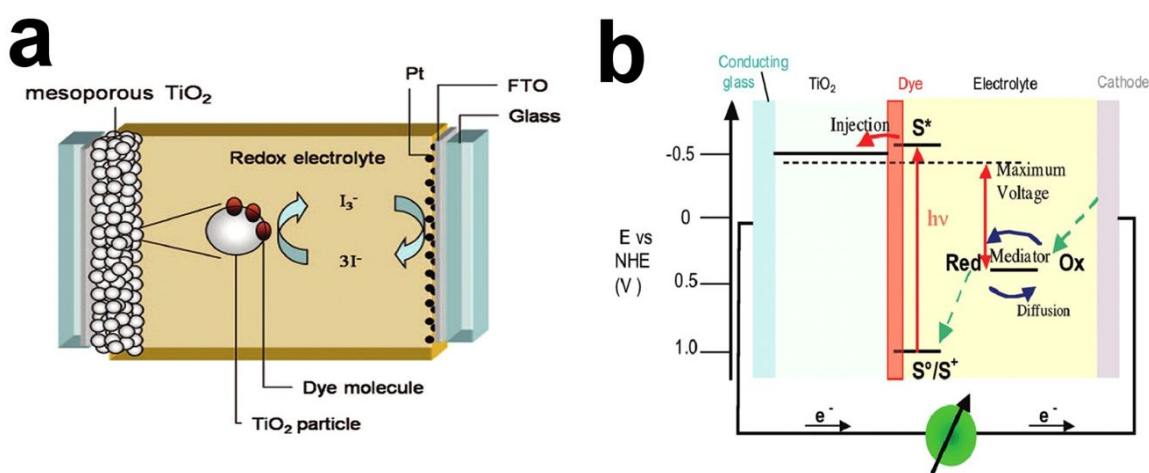 a
mesoporous TiO₂
Pt
FTO
Glass
Redox electrolyte
I₃⁻
3I⁻
Dye molecule
TiO₂ particle
b
Conducting
glass
TiO₂
Dye
Electrolyte
Cathode
Injection
S*
-0.5
Maximum
Voltage
0
hν
E vs
NHE
(V )
Red
Mediator
Ox
0.5
Diffusion
1.0
S°/S⁺
e⁻
e⁻